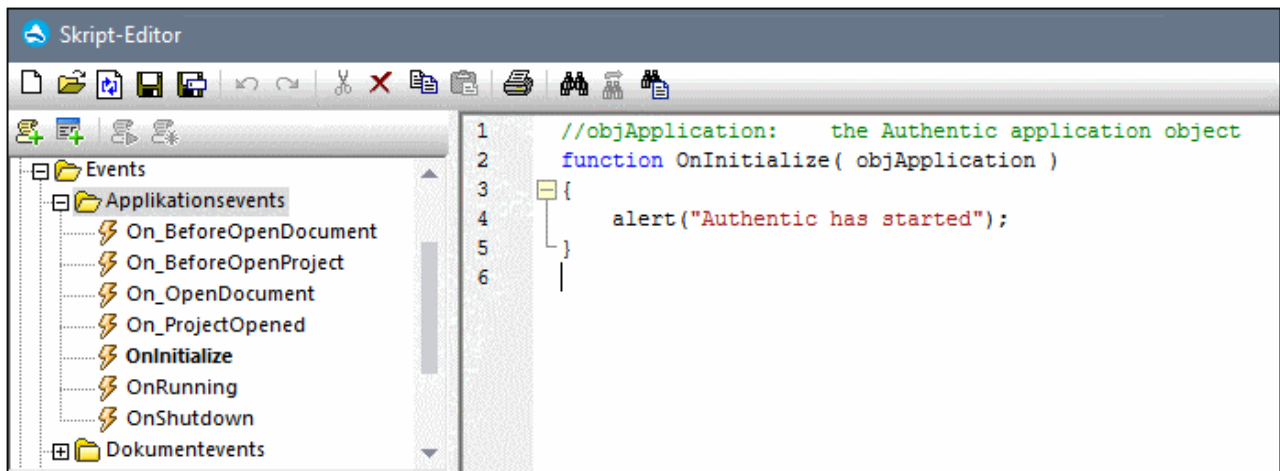 Skript-Editor
Events
Applikationsevents
On_BeforeOpenDocument
On_BeforeOpenProject
On_OpenDocument
On_ProjectOpened
OnInitialize
OnRunning
OnShutdown
Dokumentevents
1 //objApplication: the Authentic application object
2 function OnInitialize( objApplication )
3 {
4 alert("Authentic has started");
5 }
6